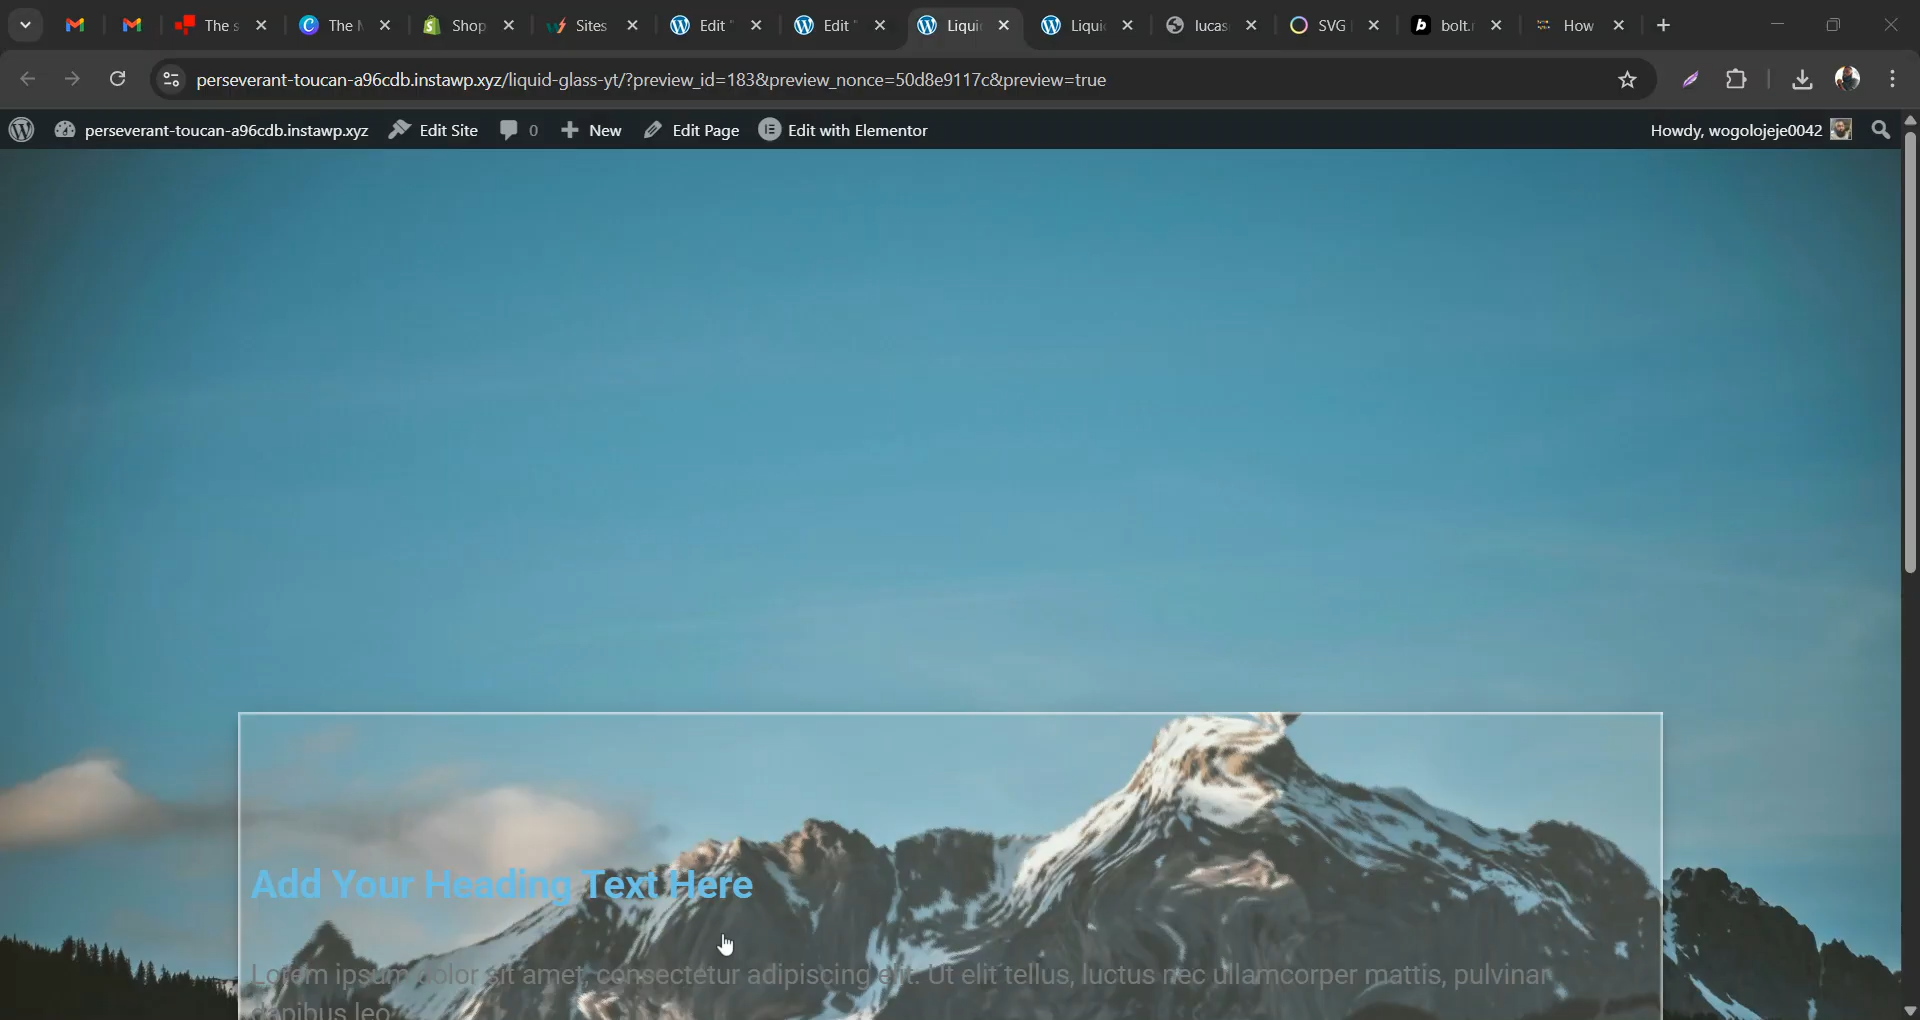 The s
The M
Shop
Sites
Edit "
Edit "
Liqui
Liqui
lucas
SVG
bolt.
How
perseverant-toucan-a96cdb.instawp.xyz/liquid-glass-yt/?preview_id=183&preview_nonce=50d8e9117c&preview=true
perseverant-toucan-a96cdb.instawp.xyz
Edit Site
0
New
Edit Page
Edit with Elementor
Howdy, wogolojeje0042
Add Your Heading Text Here
Lorem ipsum dolor sit amet, consectetur adipiscing elit. Ut elit tellus, luctus nec ullamcorper mattis, pulvinar
dapibus leo.